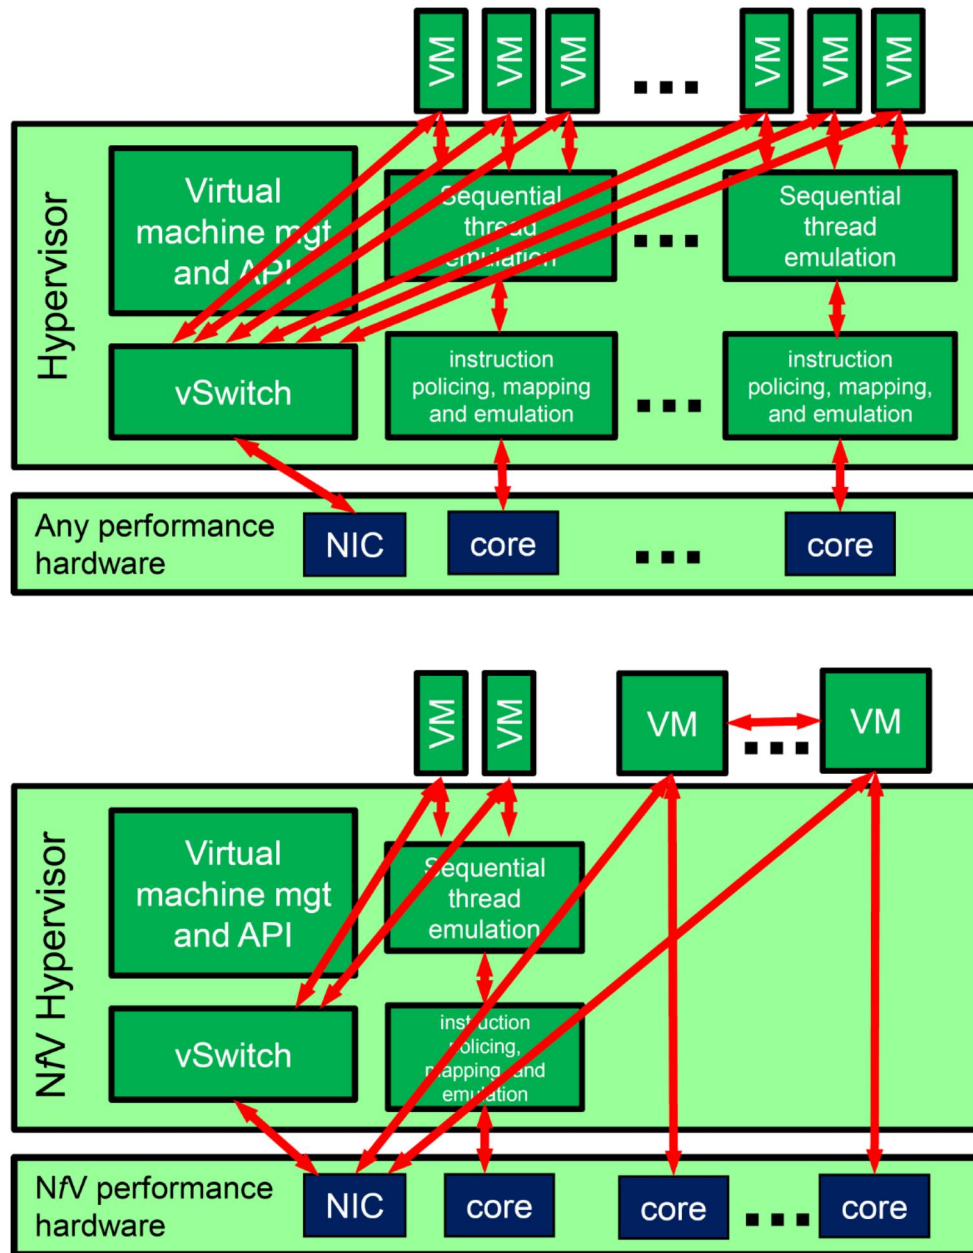 VM
VM
VM
...
VM
VM
VM
Hypervisor
Virtual
machine mgt
and API
Sequential
thread
emulation
...
Sequential
thread
emulation
vSwitch
instruction
policing, mapping
and emulation
...
instruction
policing, mapping,
and emulation
Any performance
hardware
NIC
core
...
core
VM
VM
VM
...
VM
NfV Hypervisor
Virtual
machine mgt
and API
Sequential
thread
emulation
vSwitch
instruction
policing,
mapping, and
emulation
NfV performance
hardware
NIC
core
core
...
core